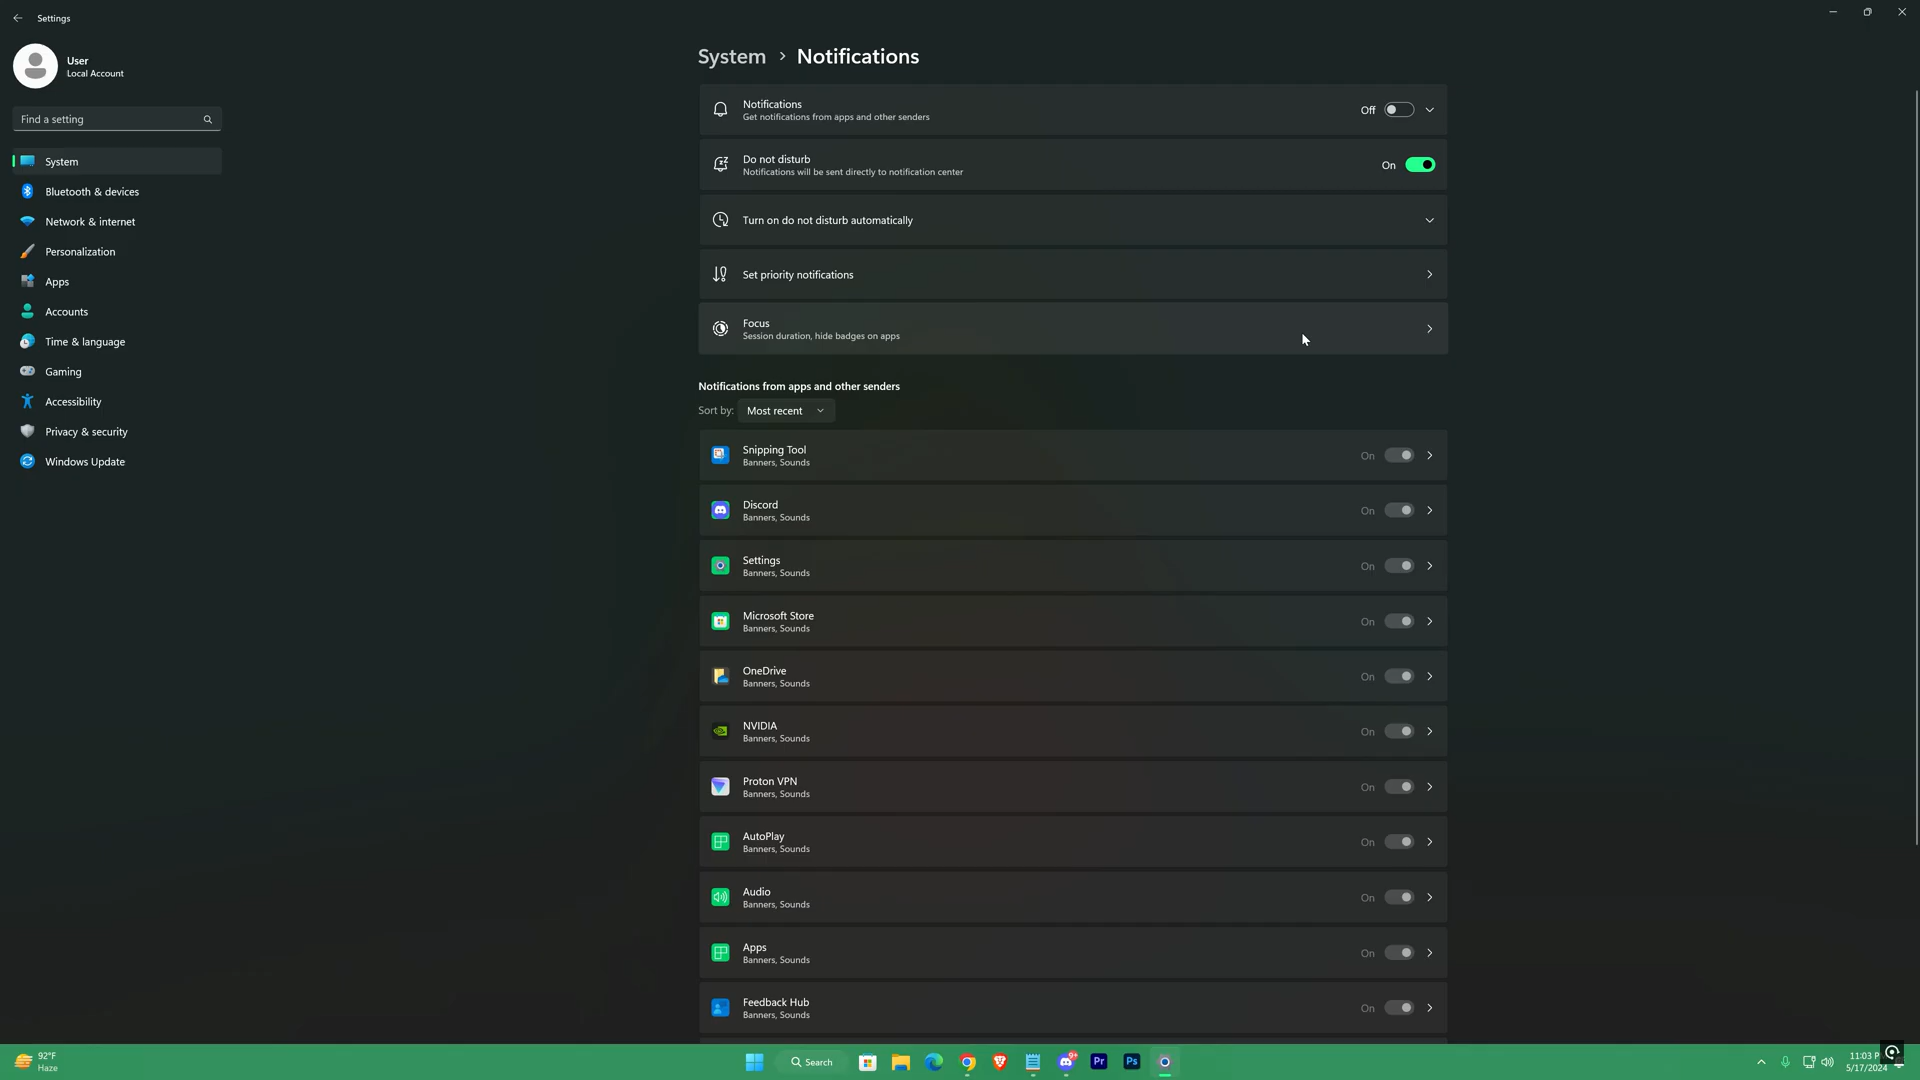 Settings
User
Local Account
Find a setting
System
Bluetooth & devices
Network & internet
Personalization
Apps
Accounts
Time & language
Gaming
Accessibility
Privacy & security
Windows Update
System > Notifications
Notifications
Get notifications from apps and other senders
Off
Do not disturb
Notifications will be sent directly to notification center
On
Turn on do not disturb automatically
Set priority notifications
Focus
Session duration, hide badges on apps
Notifications from apps and other senders
Sort by: Most recent
Snipping Tool
Banners, Sounds
On
Discord
Banners, Sounds
On
Settings
Banners, Sounds
On
Microsoft Store
Banners, Sounds
On
OneDrive
Banners, Sounds
On
NVIDIA
Banners, Sounds
On
Proton VPN
Banners, Sounds
On
AutoPlay
Banners, Sounds
On
Audio
Banners, Sounds
On
Apps
Banners, Sounds
On
Feedback Hub
Banners, Sounds
On
92°F
Haze
Search
9+
Pr
Ps
11:03 P
5/17/2024